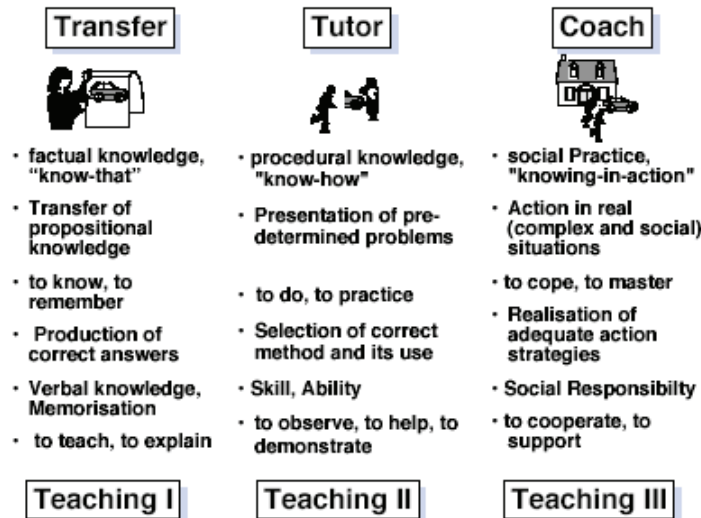 Transfer
· factual knowledge,
“know-that”
· Transfer of
propositional
knowledge
· to know, to
remember
· Production of
correct answers
· Verbal knowledge,
Memorisation
· to teach, to explain
Teaching I
Tutor
· procedural knowledge,
"know-how"
· Presentation of pre-
determined problems
· to do, to practice
· Selection of correct
method and its use
· Skill, Ability
· to observe, to help, to
demonstrate
Teaching II
Coach
· social Practice,
"knowing-in-action"
· Action in real
(complex and social)
situations
· to cope, to master
· Realisation of
adequate action
strategies
· Social Responsibilty
· to cooperate, to
support
Teaching III